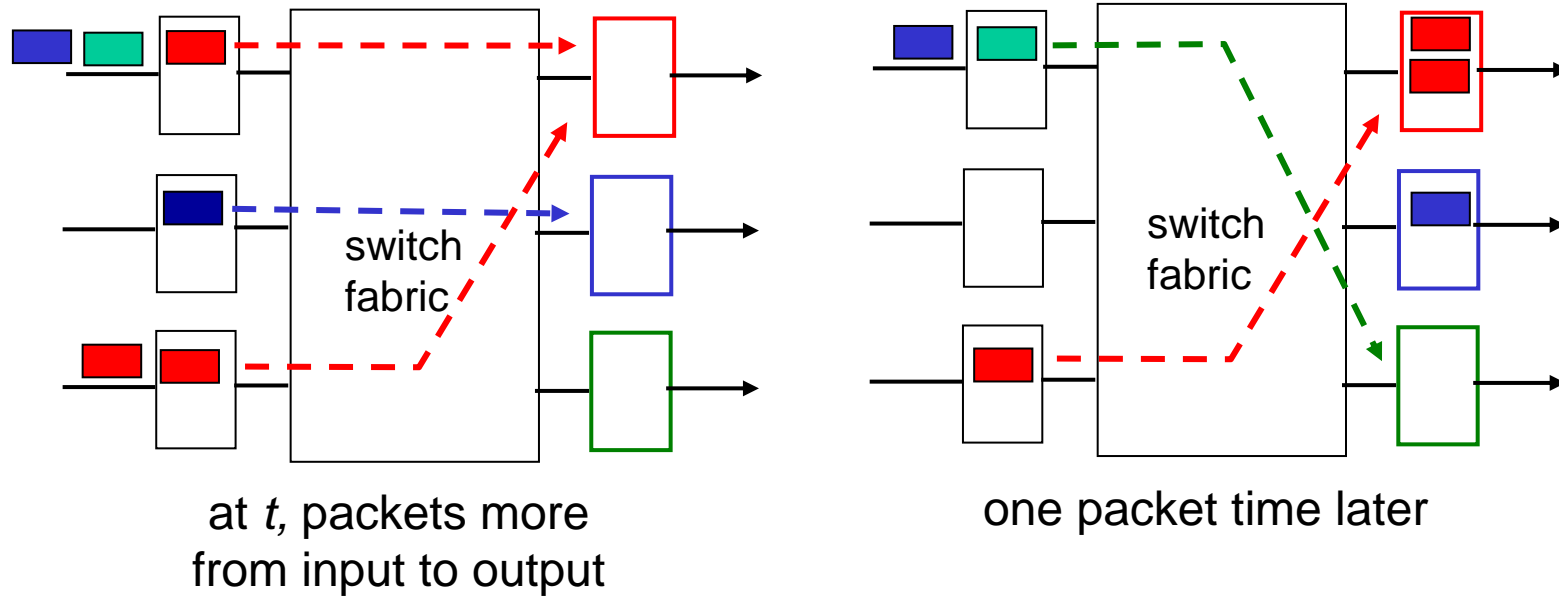 switch
fabric
at t, packets more
from input to output
switch
fabric
one packet time later